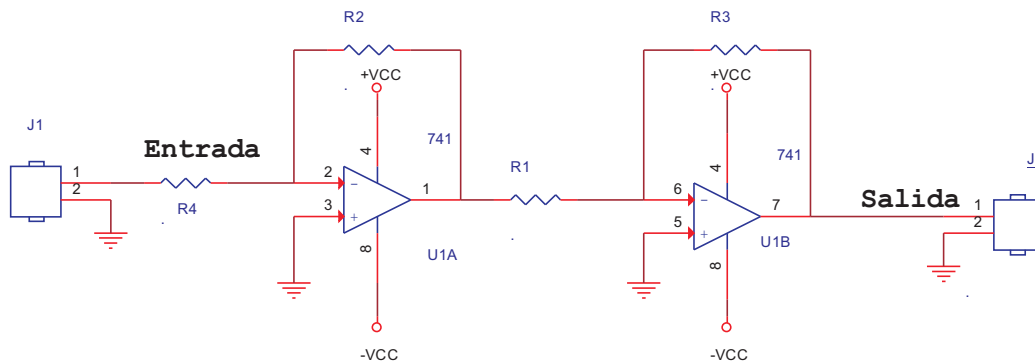 R2
R3
+VCC
+VCC
J1
4
741
4
741
J
Entrada
R1
1
2
2
1
6
7
Salida
1
2
R4
3
5
8
U1A
8
U1B
-VCC
-VCC